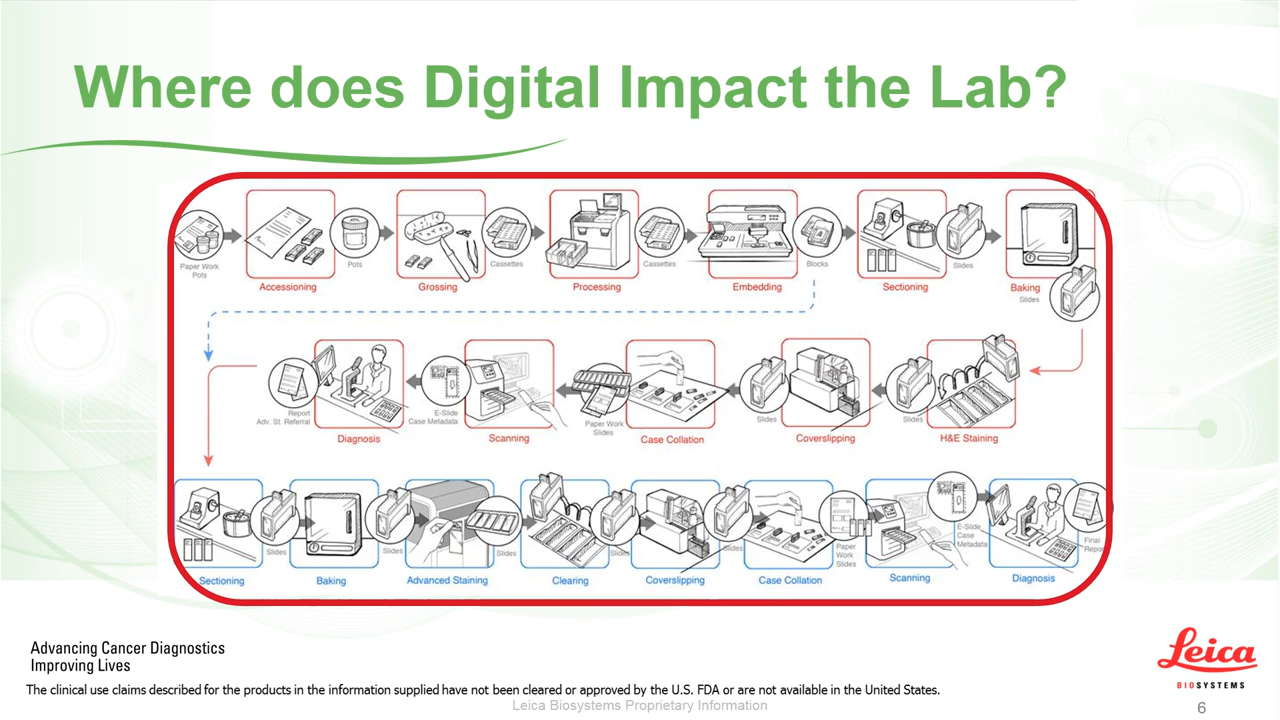 Where does Digital Impact the Lab?
Paper Work
Pots
Accessioning
Pots
Grossing
Cassettes
Processing
Cassettes
Embedding
Blocks
Sectioning
Slides
Baking
Slides
Report
Adv. St. Referral
Diagnosis
E-Slide
Case Metadata
Scanning
Paper Work
Slides
Case Collation
Slides
Coverslipping
Slides
H&E Staining
Sectioning
Slides
Baking
Slides
Advanced Staining
Slides
Clearing
Slides
Coverslipping
Slides
Case Collation
Paper
Work
Slides
Scanning
E-Slide
Case
Metadata
Diagnosis
Final
Report
Advancing Cancer Diagnostics
Improving Lives
The clinical use claims described for the products in the information supplied have not been cleared or approved by the U.S. FDA or are not available in the United States.
Leica Biosystems Proprietary Information
Leica
BIOSYSTEMS
6